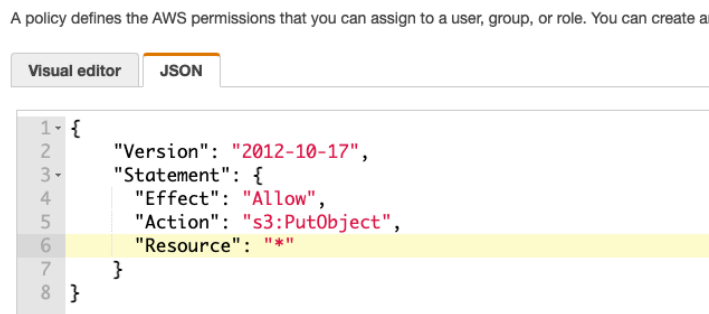 A policy defines the AWS permissions that you can assign to a user, group, or role. You can create
Visual editor JSON
1 {
2 "Version": "2012-10-17",
3 "Statement": {
4 "Effect": "Allow",
5 "Action": "s3:PutObject",
6 "Resource": "*"
7 }
8 }